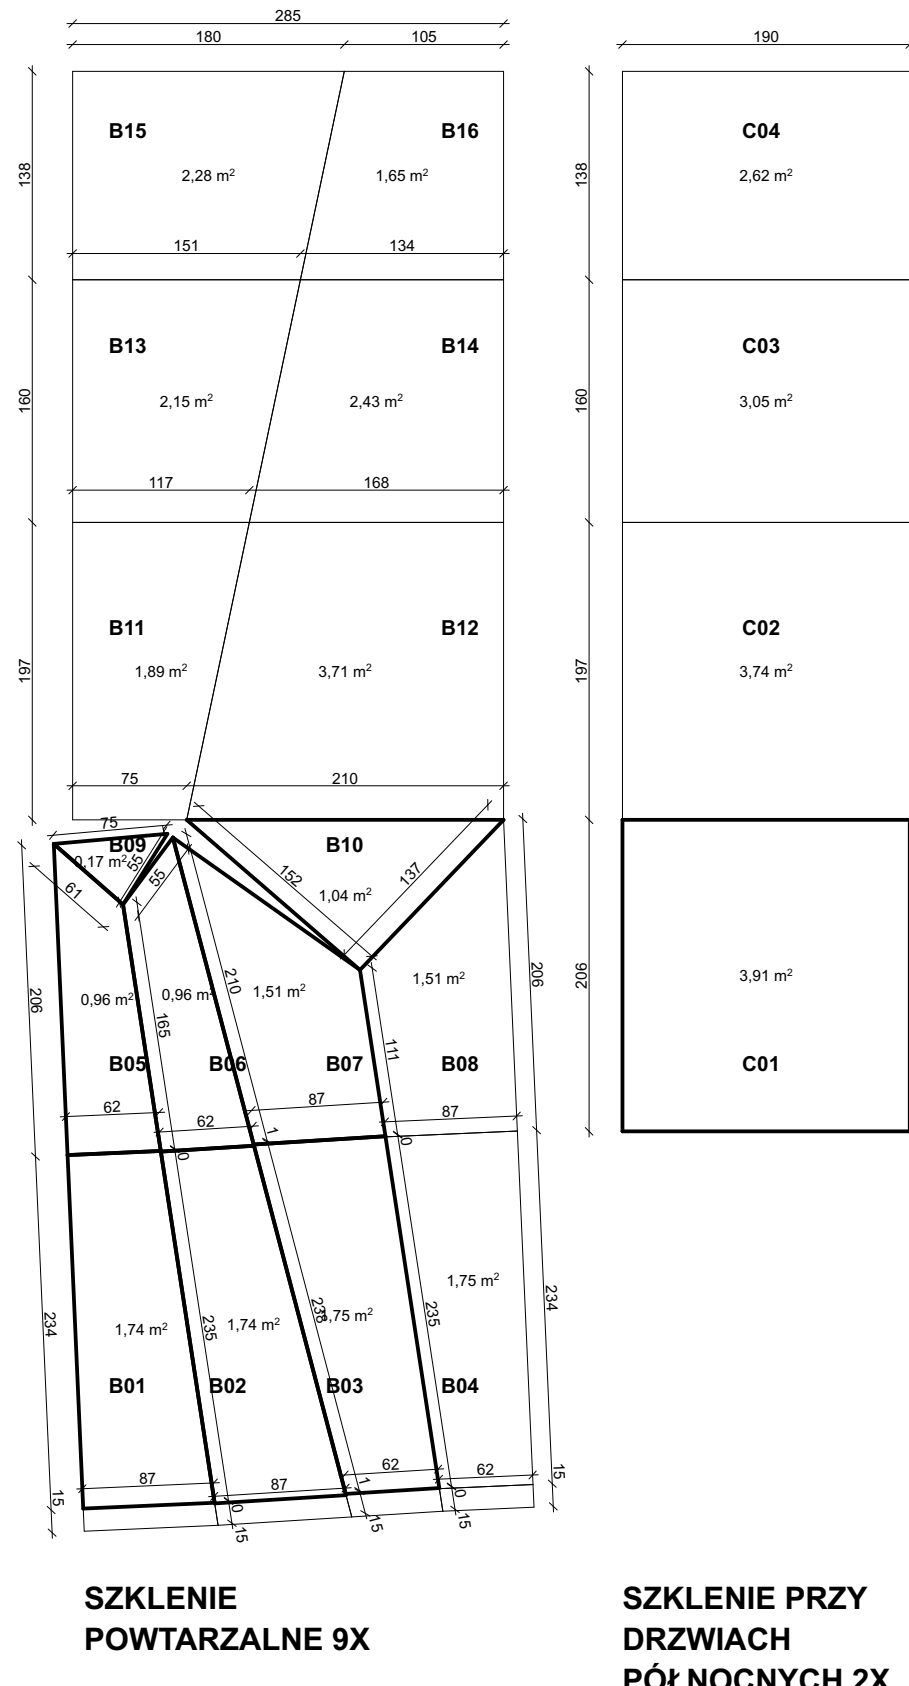 285
180 105 190
B15 B16 C04
138 2,28 m² 1,65 m² 138 2,62 m²
151 134
B13 B14 C03
160 2,15 m² 2,43 m² 160 3,05 m²
117 168
B11 B12 C02
197 1,89 m² 3,71 m² 197 3,74 m²
75 210
75
B09 B10
0,17 m² 55 55 61 152 137
1,04 m²
206 0,96 m² 0,96 m² 210 1,51 m² 1,51 m² 206 206 3,91 m²
165 111
B05 B06 B07 B08 C01
62 62 87 87
0 1 0
234 1,74 m² 235 1,74 m² 238 1,75 m² 235 1,75 m² 234
B01 B02 B03 B04
87 87 62 62
15 0 15 1 15 0 15 15
SZKLENIE
POWTARZALNE 9X
SZKLENIE PRZY
DRZWIACH
PÓŁNOCNYCH 2X